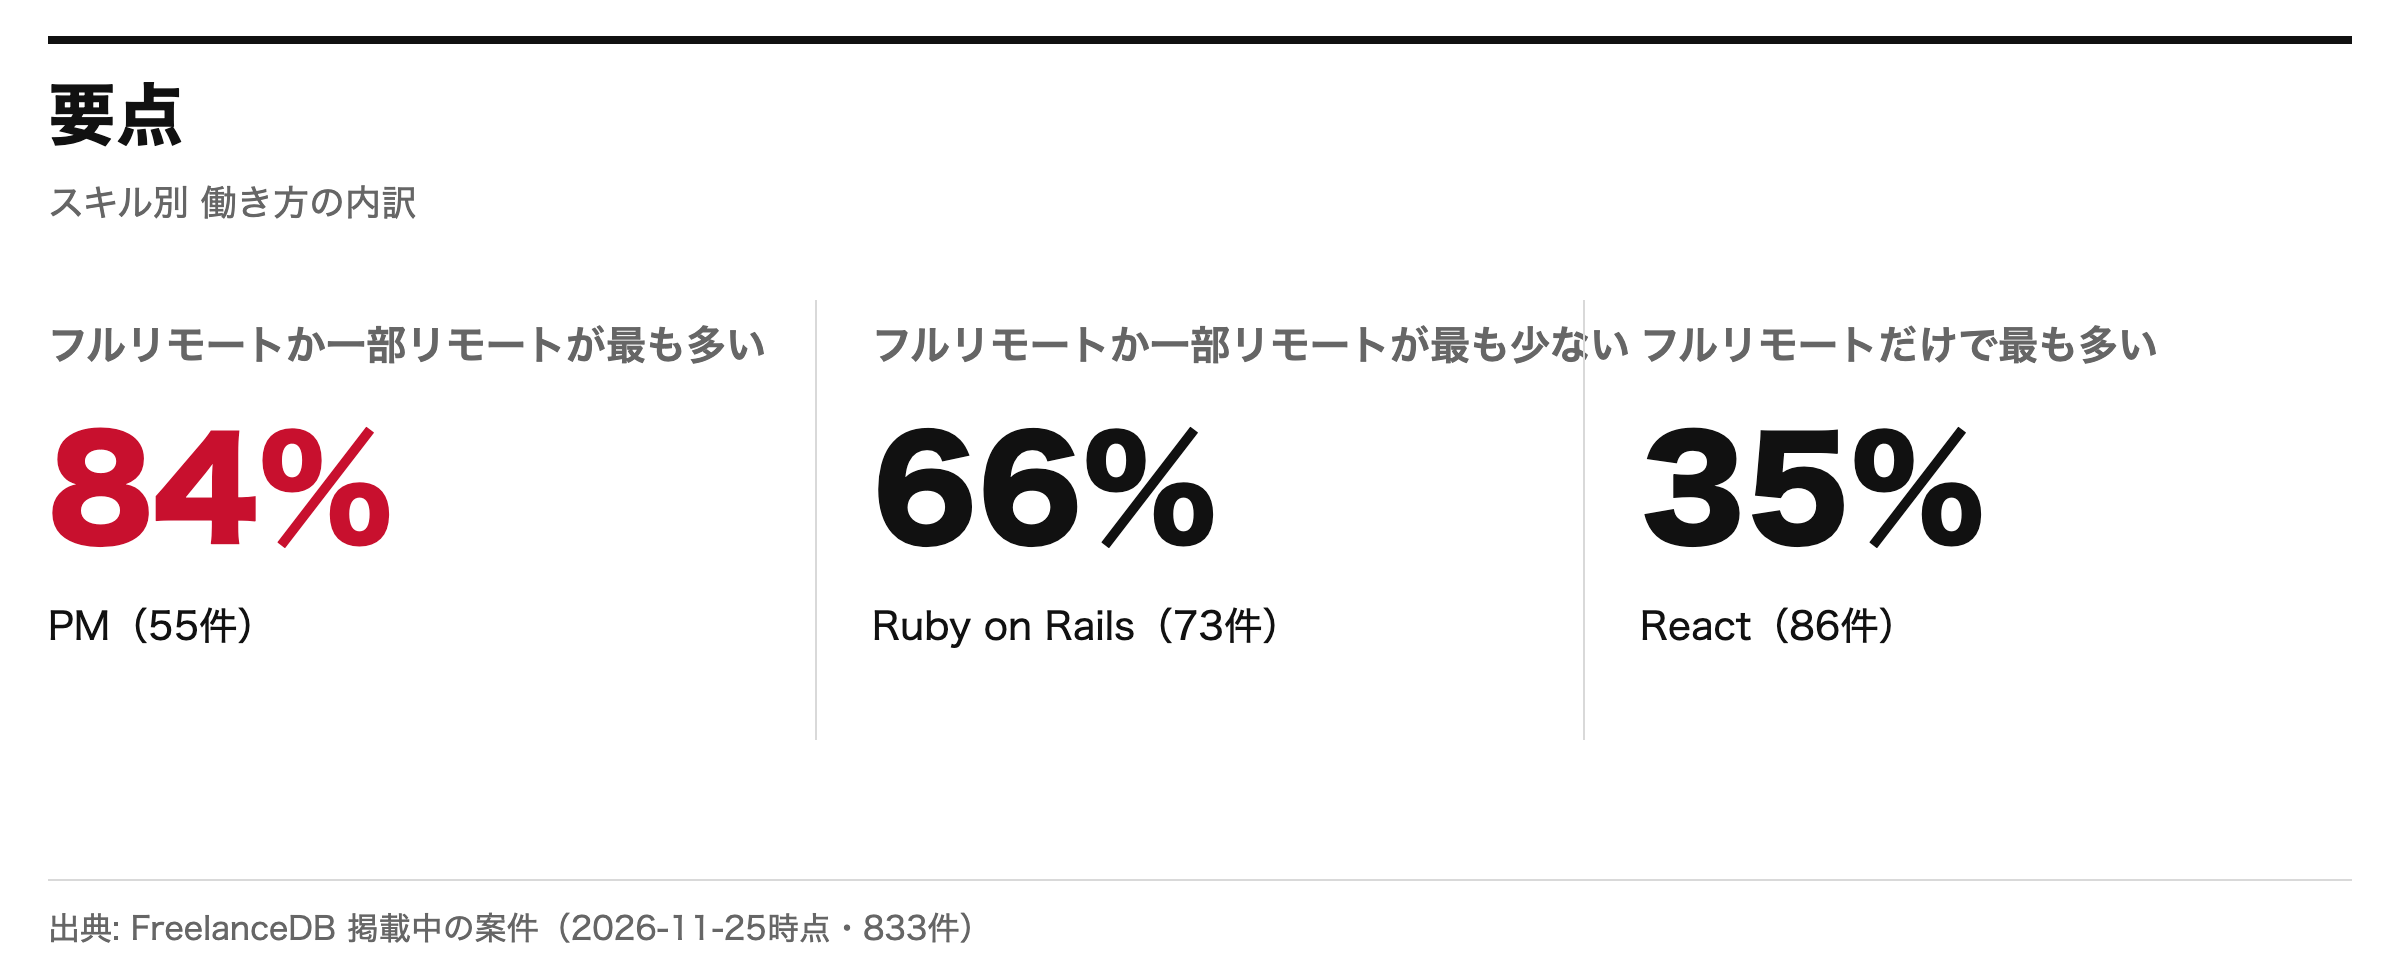 要点
スキル別 働き方の内訳
フルリモートか一部リモートが最も多い
84%
PM（55件）
フルリモートか一部リモートが最も少ない
66%
Ruby on Rails（73件）
フルリモートだけで最も多い
35%
React（86件）
出典: FreelanceDB 掲載中の案件（2026-11-25時点・833件）